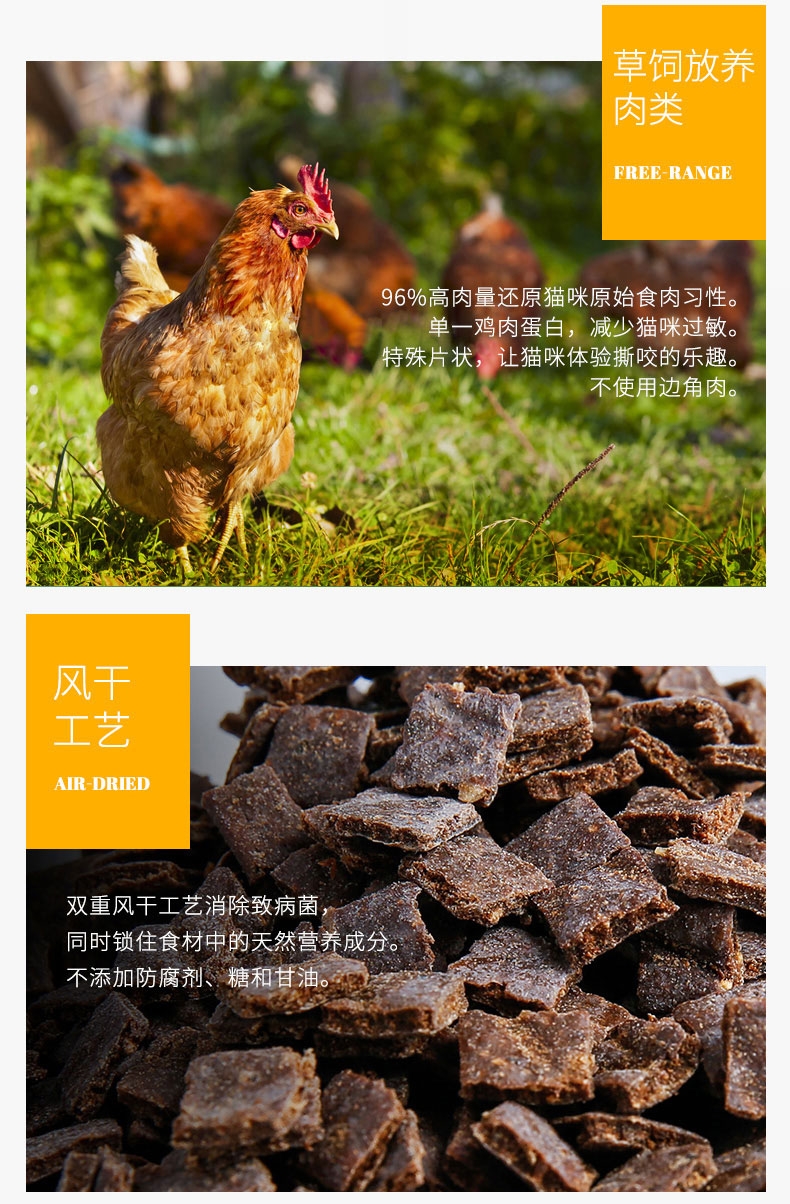 草饲放养
肉类
FREE-RANGE
96%高肉量还原猫咪原始食肉习性。
单一鸡肉蛋白，减少猫咪过敏。
特殊片状，让猫咪体验撕咬的乐趣。
不使用边角肉。
风干
工艺
AIR-DRIED
双重风干工艺消除致病菌，
同时锁住食材中的天然营养成分。
不添加防腐剂、糖和甘油。